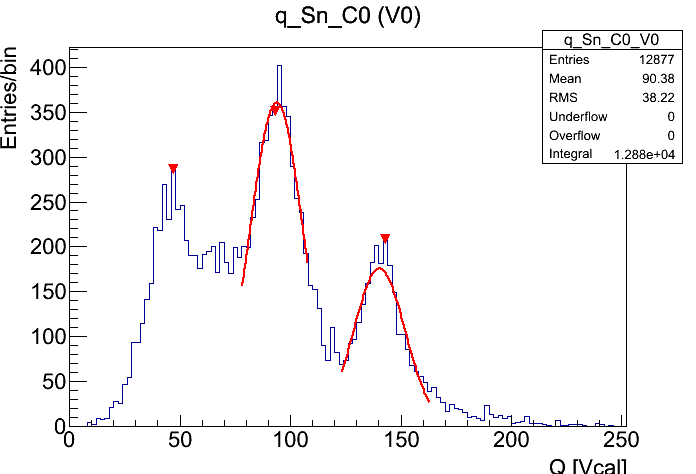 q_Sn_C0 (V0)
q_Sn_C0_V0
Entries 12877
Mean 90.38
RMS 38.22
Underflow 0
Overflow 0
Integral 1.288e+04
Entries/bin
400
350
300
250
200
150
100
50
0
0 50 100 150 200 250
Q [Vcal]